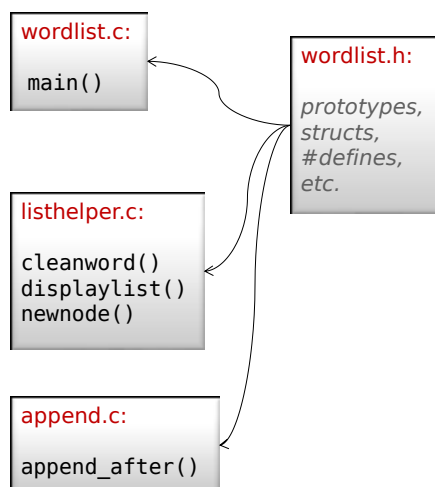 wordlist.c:
main()
wordlist.h:
prototypes,
structs,
#defines,
etc.
listhelper.c:
cleanword()
displaylist()
newnode()
append.c:
append_after()